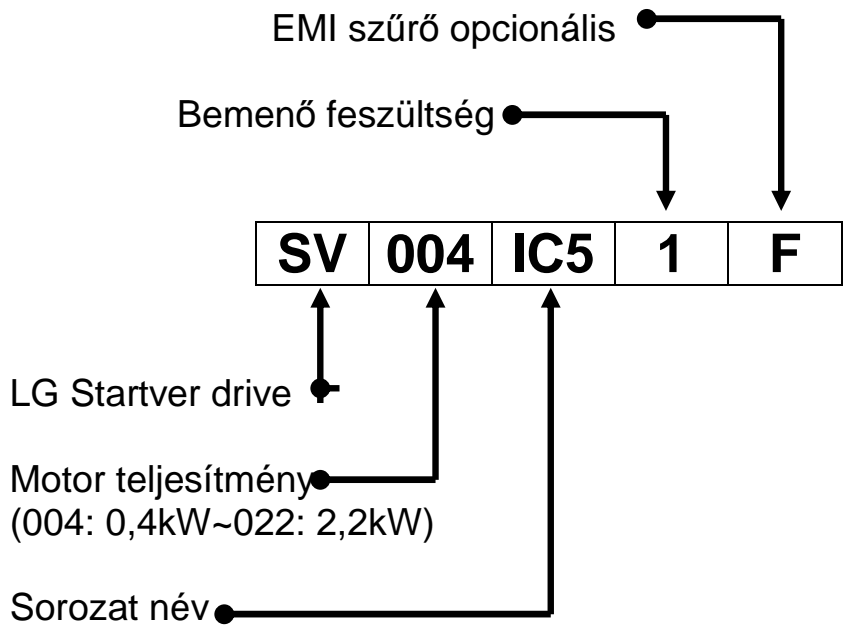 EMI szűrő opcionális
Bemenő feszültség
SV 004 IC5 1 F
LG Startver drive
Motor teljesítmény
(004: 0,4kW~022: 2,2kW)
Sorozat név